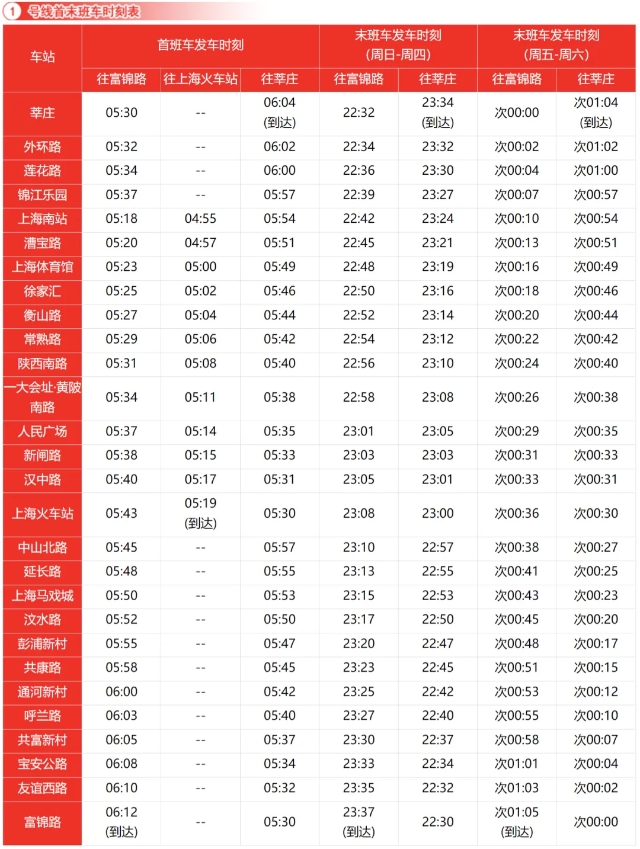 1 号线首末班车时刻表
车站 首班车发车时刻 末班车发车时刻 (周日-周四) 末班车发车时刻 (周五-周六)
往富锦路 往上海火车站 往莘庄 往富锦路 往莘庄 往富锦路 往莘庄
莘庄 05:30 -- 06:04 (到达) 22:32 23:34 (到达) 次00:00 次01:04 (到达)
外环路 05:32 -- 06:02 22:34 23:32 次00:02 次01:02
莲花路 05:34 -- 06:00 22:36 23:30 次00:04 次01:00
锦江乐园 05:37 -- 05:57 22:39 23:27 次00:07 次00:57
上海南站 05:18 04:55 05:54 22:42 23:24 次00:10 次00:54
漕宝路 05:20 04:57 05:51 22:45 23:21 次00:13 次00:51
上海体育馆 05:23 05:00 05:49 22:48 23:19 次00:16 次00:49
徐家汇 05:25 05:02 05:46 22:50 23:16 次00:18 次00:46
衡山路 05:27 05:04 05:44 22:52 23:14 次00:20 次00:44
常熟路 05:29 05:06 05:42 22:54 23:12 次00:22 次00:42
陕西南路 05:31 05:08 05:40 22:56 23:10 次00:24 次00:40
一大会址·黄陂南路 05:34 05:11 05:38 22:58 23:08 次00:26 次00:38
人民广场 05:37 05:14 05:35 23:01 23:05 次00:29 次00:35
新闸路 05:38 05:15 05:33 23:03 23:03 次00:31 次00:33
汉中路 05:40 05:17 05:31 23:05 23:01 次00:33 次00:31
上海火车站 05:43 05:19 (到达) 05:30 23:08 23:00 次00:36 次00:30
中山北路 05:45 -- 05:57 23:10 22:57 次00:38 次00:27
延长路 05:48 -- 05:55 23:13 22:55 次00:41 次00:25
上海马戏城 05:50 -- 05:53 23:15 22:53 次00:43 次00:23
汶水路 05:52 -- 05:50 23:17 22:50 次00:45 次00:20
彭浦新村 05:55 -- 05:47 23:20 22:47 次00:48 次00:17
共康路 05:58 -- 05:45 23:23 22:45 次00:51 次00:15
通河新村 06:00 -- 05:42 23:25 22:42 次00:53 次00:12
呼兰路 06:03 -- 05:40 23:27 22:40 次00:55 次00:10
共富新村 06:05 -- 05:37 23:30 22:37 次00:58 次00:07
宝安公路 06:08 -- 05:34 23:33 22:34 次01:01 次00:04
友谊西路 06:10 -- 05:32 23:35 22:32 次01:03 次00:02
富锦路 06:12 (到达) -- 05:30 23:37 (到达) 22:30 次01:05 (到达) 次00:00